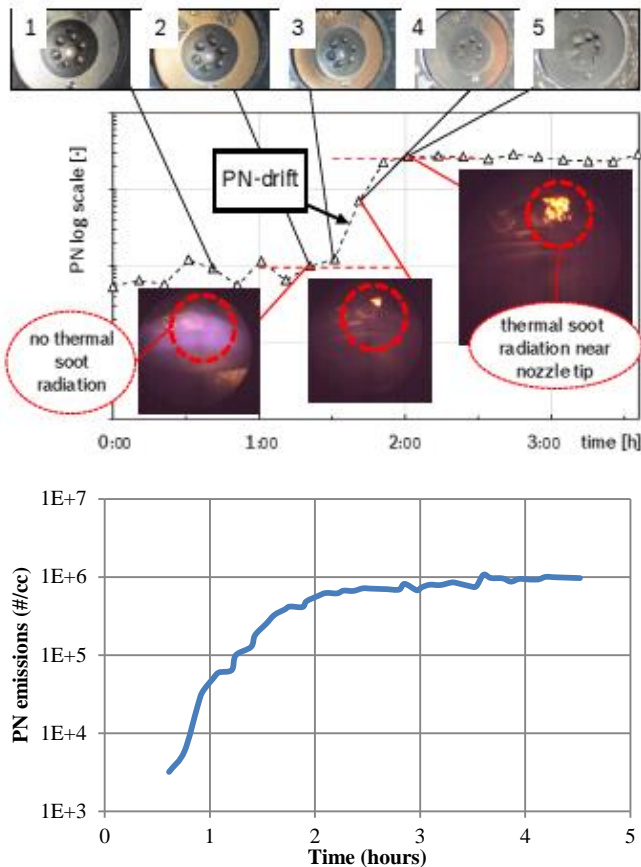 1 2 3 4 5
PN log scale [-]
PN-drift
no thermal
soot
radiation
thermal soot
radiation near
nozzle tip
0:00 1:00 2:00 3:00 time [h]
PN emissions (#/cc)
1E+7
1E+6
1E+5
1E+4
1E+3
0 1 2 3 4 5
Time (hours)